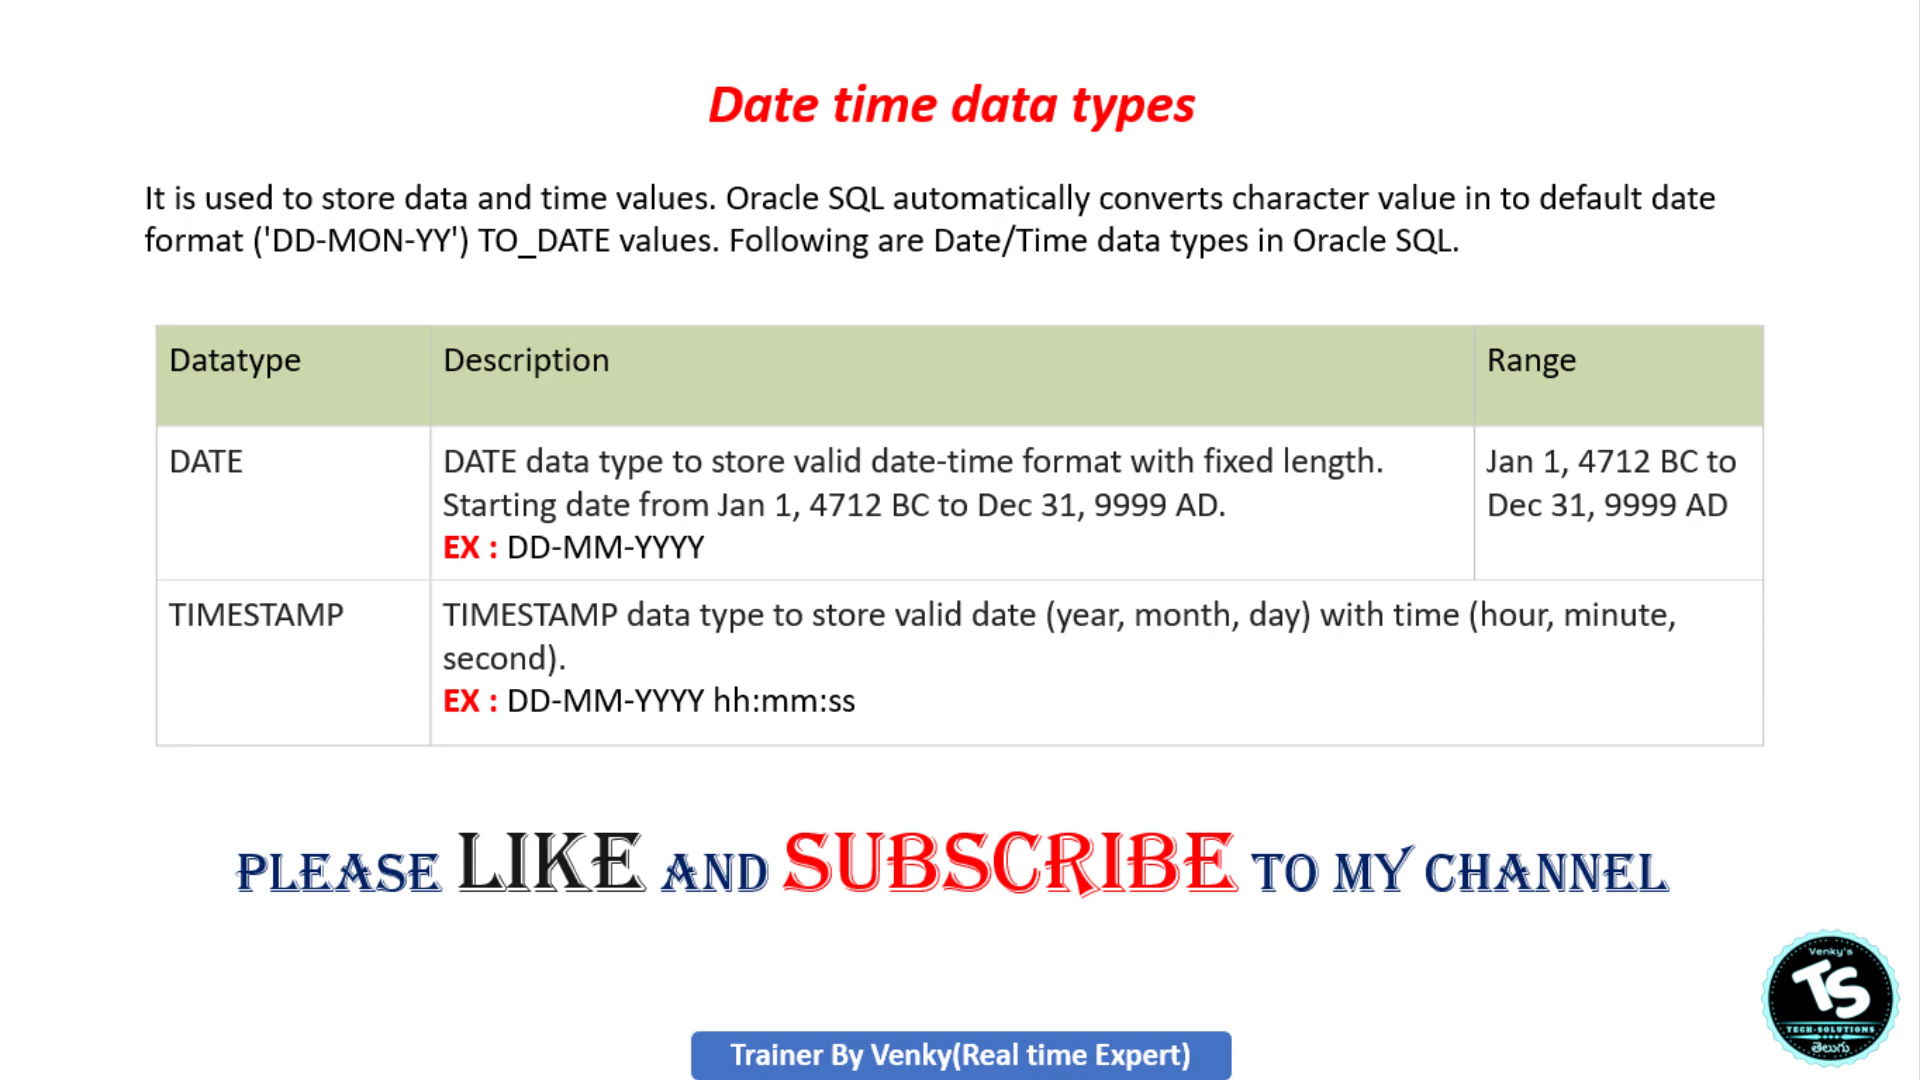 Date time data types
It is used to store data and time values. Oracle SQL automatically converts character value in to default date
format ('DD-MON-YY') TO_DATE values. Following are Date/Time data types in Oracle SQL.
Datatype Description Range
DATE DATE data type to store valid date-time format with fixed length. Jan 1, 4712 BC to
Starting date from Jan 1, 4712 BC to Dec 31, 9999 AD. Dec 31, 9999 AD
EX : DD-MM-YYYY
TIMESTAMP TIMESTAMP data type to store valid date (year, month, day) with time (hour, minute,
second).
EX : DD-MM-YYYY hh:mm:ss
PLEASE LIKE AND SUBSCRIBE TO MY CHANNEL
Venky's
TS
TECH-SOLUTIONS
తెలుగు
Trainer By Venky(Real time Expert)